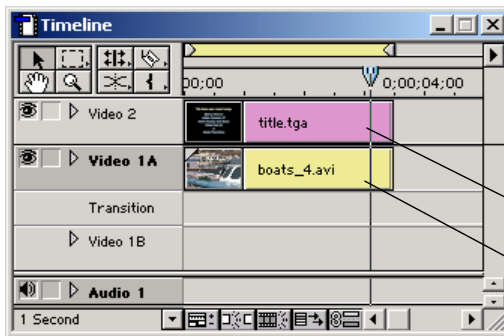 Timeline
00;00
0;00;04;00
Video 2
title.tga
Video 1A
boats_4.avi
Transition
Video 1B
Audio 1
1 Second